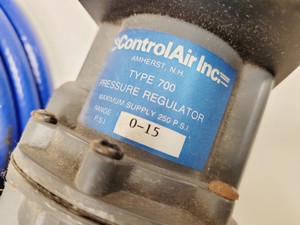 ControlAir Inc.
AMHERST, N.H.
TYPE 700
PRESSURE REGULATOR
MAXIMUM SUPPLY 250 P.S.I.
RANGE 0-15
P.S.I.